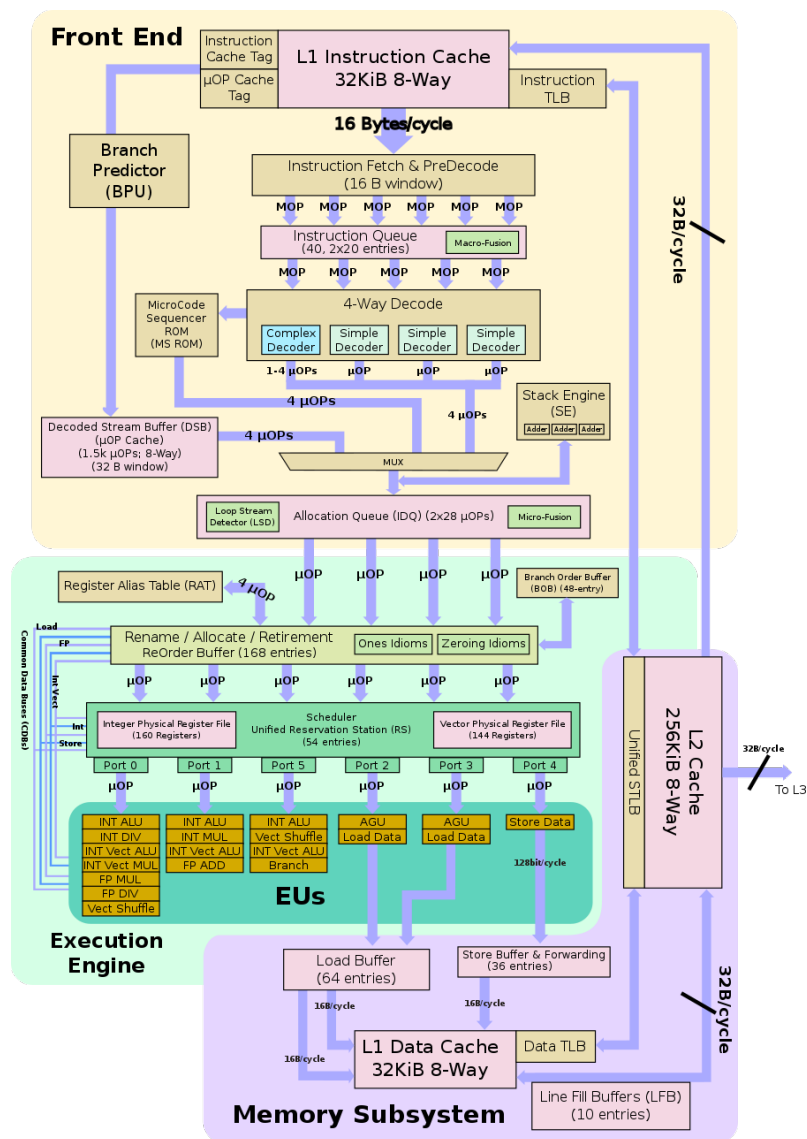 Front End
Instruction
Cache Tag
µOP Cache
Tag
L1 Instruction Cache
32KiB 8-Way
Instruction
TLB
16 Bytes/cycle
Branch
Predictor
(BPU)
Instruction Fetch & PreDecode
(16 B window)
MOP MOP MOP MOP MOP MOP
Instruction Queue
(40, 2x20 entries)
Macro-Fusion
MOP MOP MOP MOP MOP
32B/cycle
MicroCode
Sequencer
ROM
(MS ROM)
4-Way Decode
Complex
Decoder
Simple
Decoder
Simple
Decoder
Simple
Decoder
1-4 µOPs µOP µOP µOP
4 µOPs
4 µOPs
Stack Engine
(SE)
Adder Adder Adder
Decoded Stream Buffer (DSB)
(µOP Cache)
(1.5k µOPs; 8-Way)
(32 B window)
4 µOPs
MUX
Loop Stream
Detector (LSD)
Allocation Queue (IDQ) (2x28 µOPs)
Micro-Fusion
µOP µOP µOP µOP
Register Alias Table (RAT)
4 µOP
Branch Order Buffer
(BOB) (48-entry)
Rename / Allocate / Retirement
ReOrder Buffer (168 entries)
Ones Idioms
Zeroing Idioms
Load
FP
Common Data Buses (CDBs)
Int Vect
Int
Store
µOP µOP µOP µOP µOP µOP
Integer Physical Register File
(160 Registers)
Scheduler
Unified Reservation Station (RS)
(54 entries)
Vector Physical Register File
(144 Registers)
Port 0 Port 1 Port 5 Port 2 Port 3 Port 4
µOP µOP µOP µOP µOP µOP
INT ALU
INT DIV
INT Vect ALU
INT Vect MUL
FP MUL
FP DIV
Vect Shuffle
INT ALU
INT MUL
INT Vect ALU
FP ADD
INT ALU
Vect Shuffle
INT Vect ALU
Branch
AGU
Load Data
AGU
Load Data
Store Data
128bit/cycle
EUs
Execution
Engine
Unified STLB
L2 Cache
256KiB 8-Way
32B/cycle
To L3
Load Buffer
(64 entries)
Store Buffer & Forwarding
(36 entries)
16B/cycle
16B/cycle
16B/cycle
32B/cycle
L1 Data Cache
32KiB 8-Way
Data TLB
Line Fill Buffers (LFB)
(10 entries)
Memory Subsystem